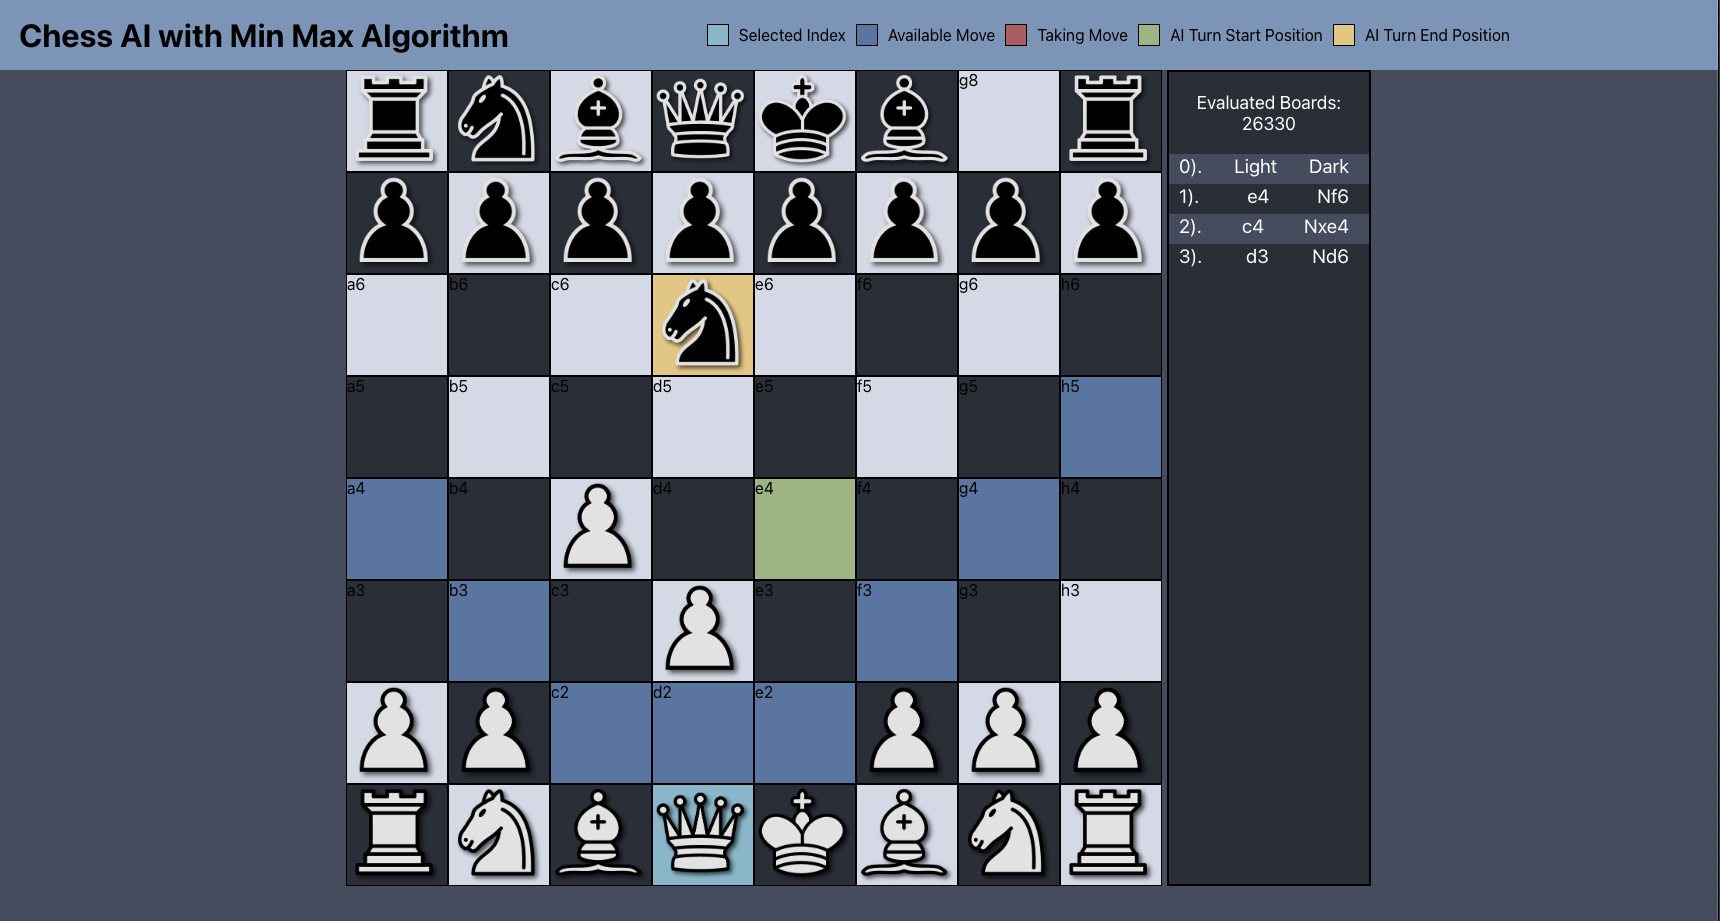 Chess AI with Min Max Algorithm
Selected Index Available Move Taking Move AI Turn Start Position AI Turn End Position
g8
a6 b6 c6 e6 f6 g6 h6
a5 b5 c5 d5 e5 f5 g5 h5
a4 b4 d4 e4 f4 g4 h4
a3 b3 c3 e3 f3 g3 h3
c2 d2 e2
Evaluated Boards:
26330
0). Light Dark
1). e4 Nf6
2). c4 Nxe4
3). d3 Nd6